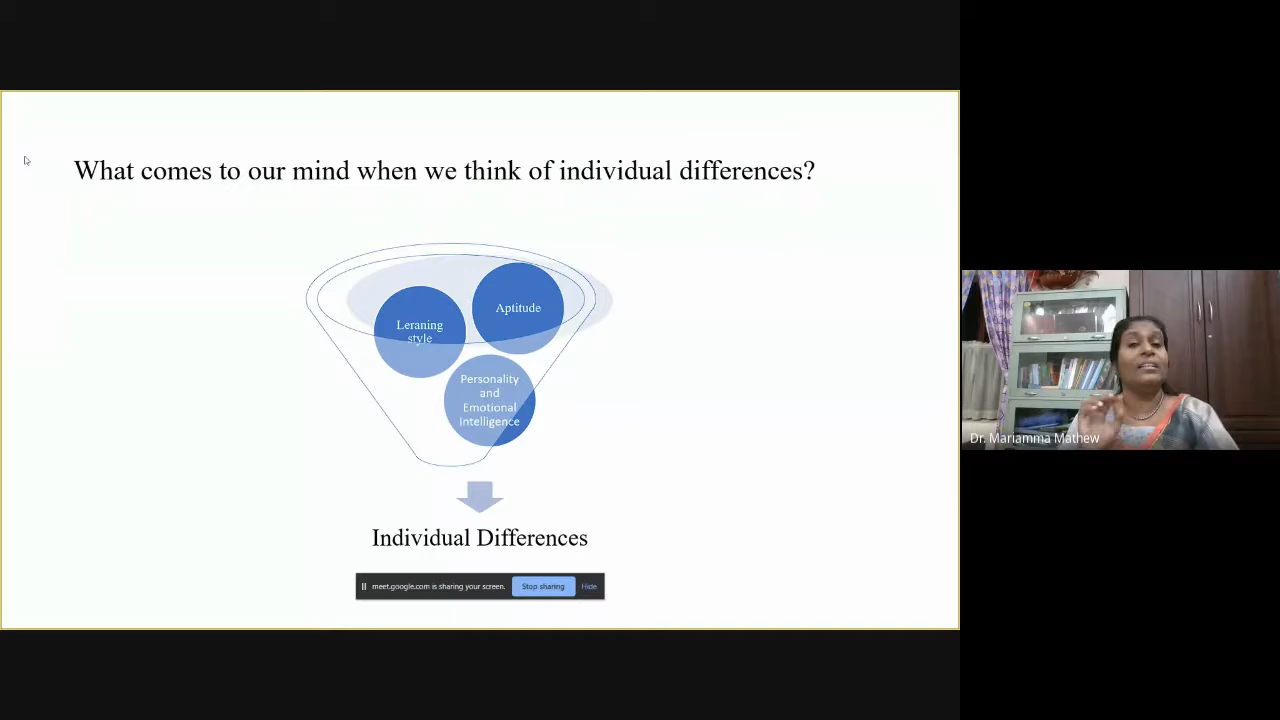 What comes to our mind when we think of individual differences?
Aptitude
Leraning
style
Personality
and
Emotional
Intelligence
Individual Differences
meet.google.com is sharing your screen. Stop sharing Hide
Dr. Mariamma Mathew